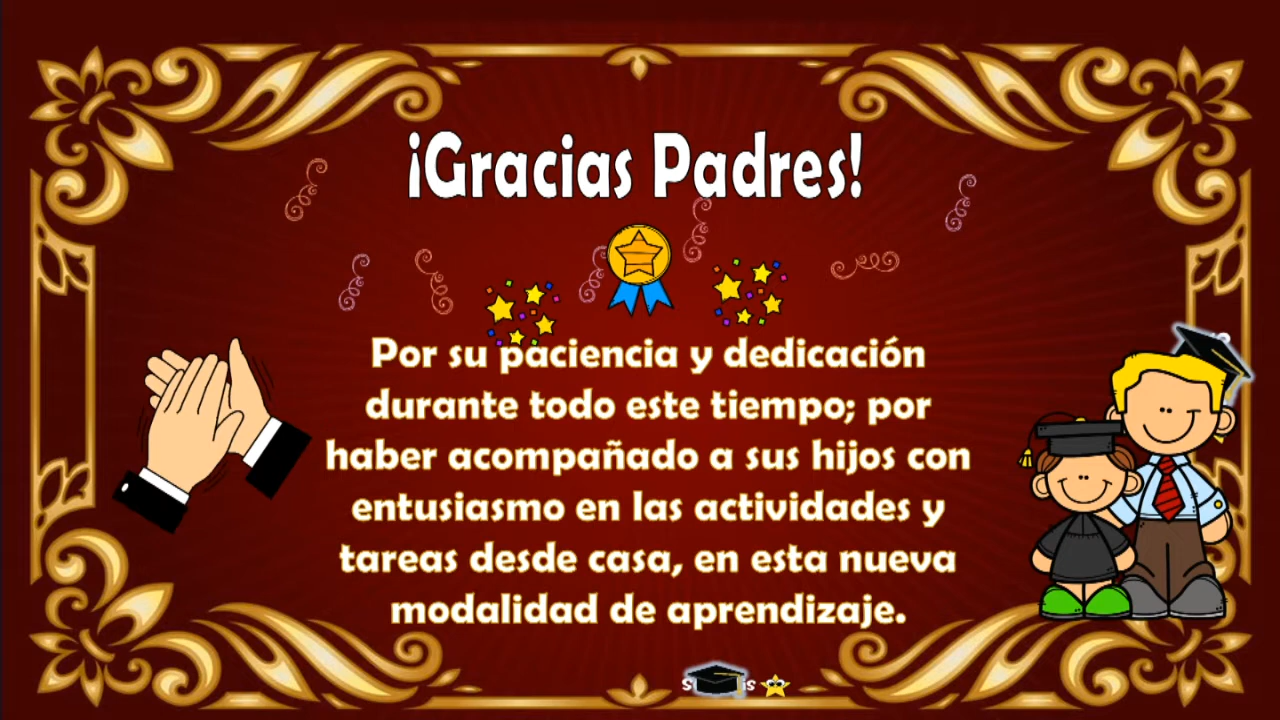 ¡Gracias Padres!
Por su paciencia y dedicación
durante todo este tiempo; por
haber acompañado a sus hijos con
entusiasmo en las actividades y
tareas desde casa, en esta nueva
modalidad de aprendizaje.